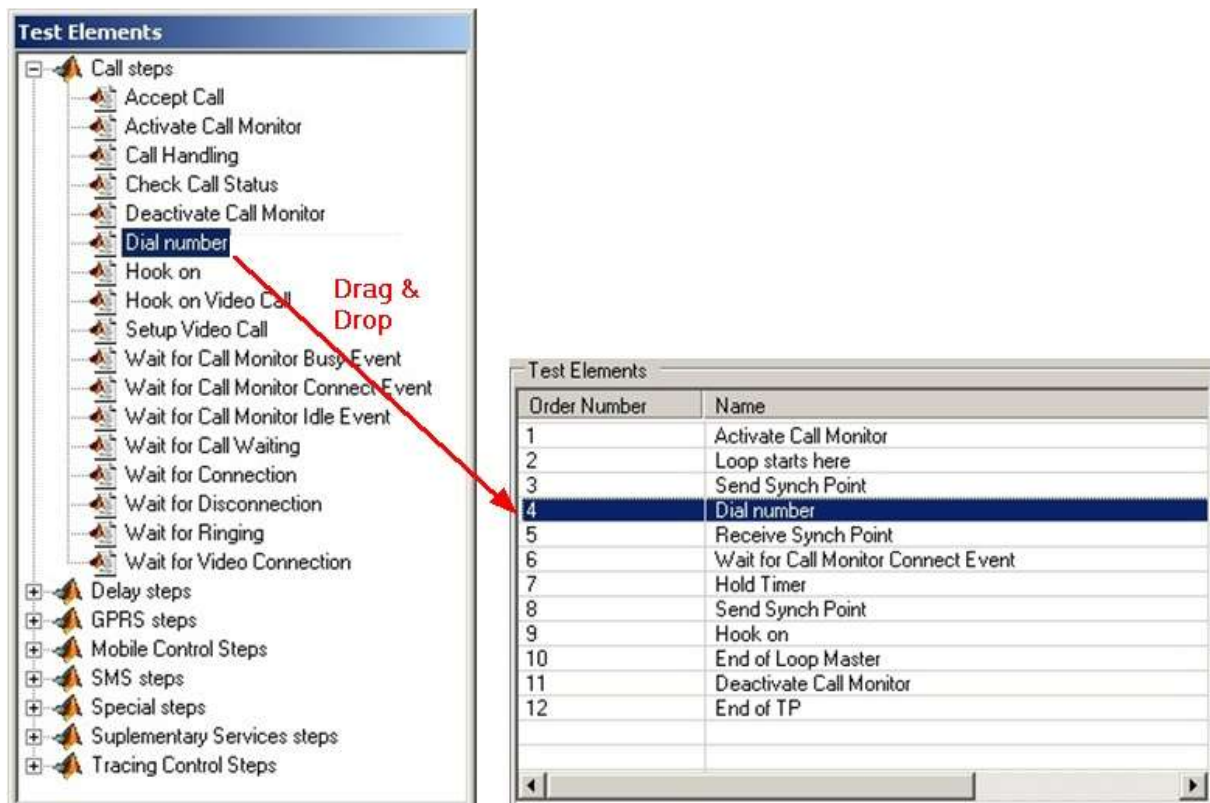 Test Elements
Call steps
Accept Call
Activate Call Monitor
Call Handling
Check Call Status
Deactivate Call Monitor
Dial number
Hook on
Hook on Video Call
Setup Video Call
Wait for Call Monitor Busy Event
Wait for Call Monitor Connect Event
Wait for Call Monitor Idle Event
Wait for Call Waiting
Wait for Connection
Wait for Disconnection
Wait for Ringing
Wait for Video Connection
Delay steps
GPRS steps
Mobile Control Steps
SMS steps
Special steps
Suplementary Services steps
Tracing Control Steps
Drag &
Drop
Test Elements
Order Number Name
1 Activate Call Monitor
2 Loop starts here
3 Send Synch Point
4 Dial number
5 Receive Synch Point
6 Wait for Call Monitor Connect Event
7 Hold Timer
8 Send Synch Point
9 Hook on
10 End of Loop Master
11 Deactivate Call Monitor
12 End of TP